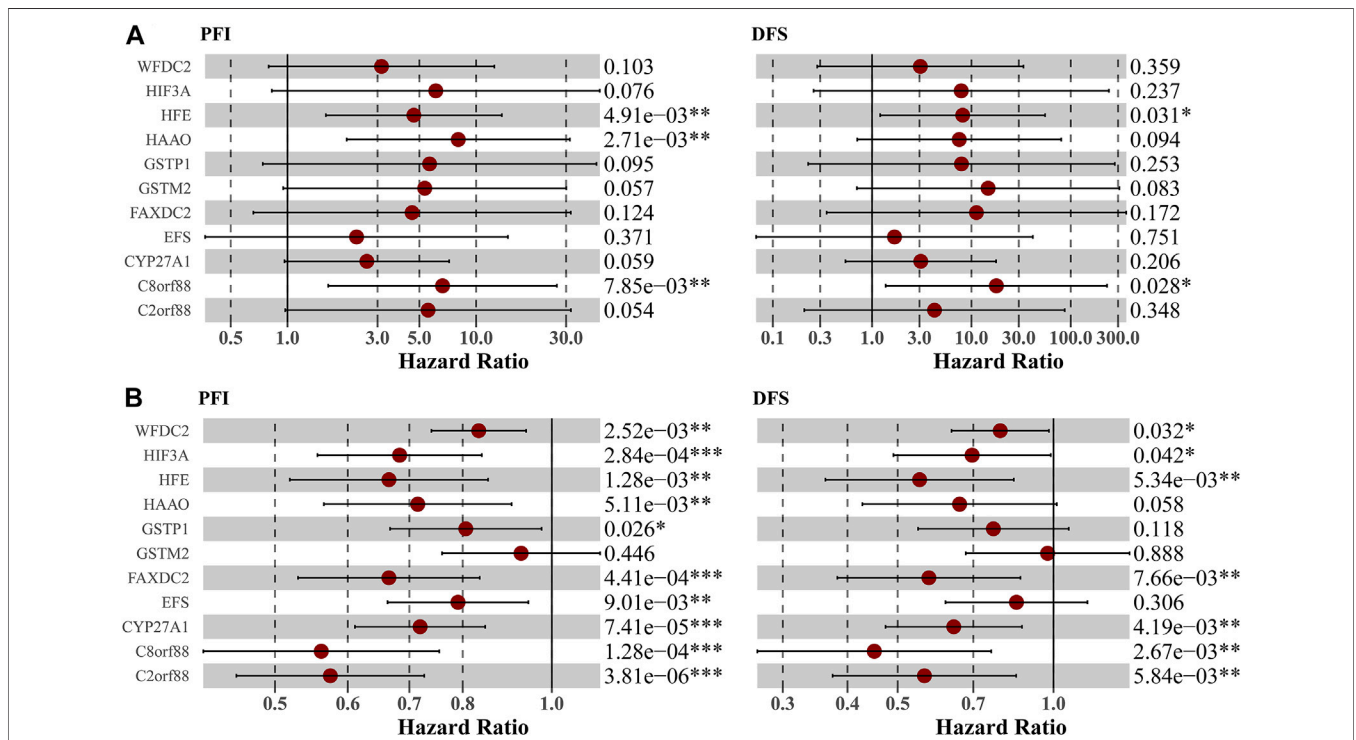 A
PFI
DFS
WFDC2 0.103 0.359
HIF3A 0.076 0.237
HFE 4.91e−03** 0.031*
HAAO 2.71e−03** 0.094
GSTP1 0.095 0.253
GSTM2 0.057 0.083
FAXDC2 0.124 0.172
EFS 0.371 0.751
CYP27A1 0.059 0.206
C8orf88 7.85e−03** 0.028*
C2orf88 0.054 0.348
0.5 1.0 3.0 5.0 10.0 30.0 0.1 0.3 1.0 3.0 10.0 30.0 100.0 300.0
Hazard Ratio Hazard Ratio
B
PFI
DFS
WFDC2 2.52e−03** 0.032*
HIF3A 2.84e−04*** 0.042*
HFE 1.28e−03** 5.34e−03**
HAAO 5.11e−03** 0.058
GSTP1 0.026* 0.118
GSTM2 0.446 0.888
FAXDC2 4.41e−04*** 7.66e−03**
EFS 9.01e−03** 0.306
CYP27A1 7.41e−05*** 4.19e−03**
C8orf88 1.28e−04*** 2.67e−03**
C2orf88 3.81e−06*** 5.84e−03**
0.5 0.6 0.7 0.8 1.0 0.3 0.4 0.5 0.7 1.0
Hazard Ratio Hazard Ratio